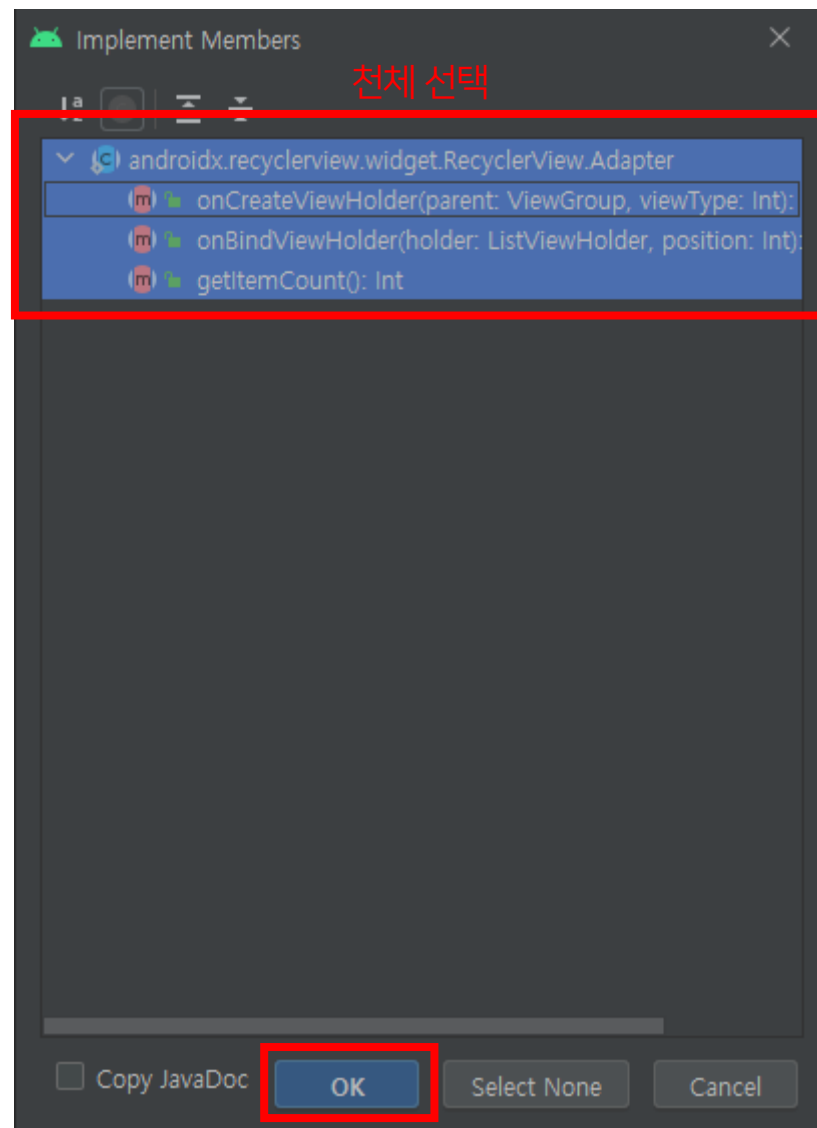 Implement Members
천체 선택
androidx.recyclerview.widget.RecyclerView.Adapter
onCreateViewHolder(parent: ViewGroup, viewType: Int):
onBindViewHolder(holder: ListViewHolder, position: Int):
getItemCount(): Int
Copy JavaDoc
OK
Select None
Cancel